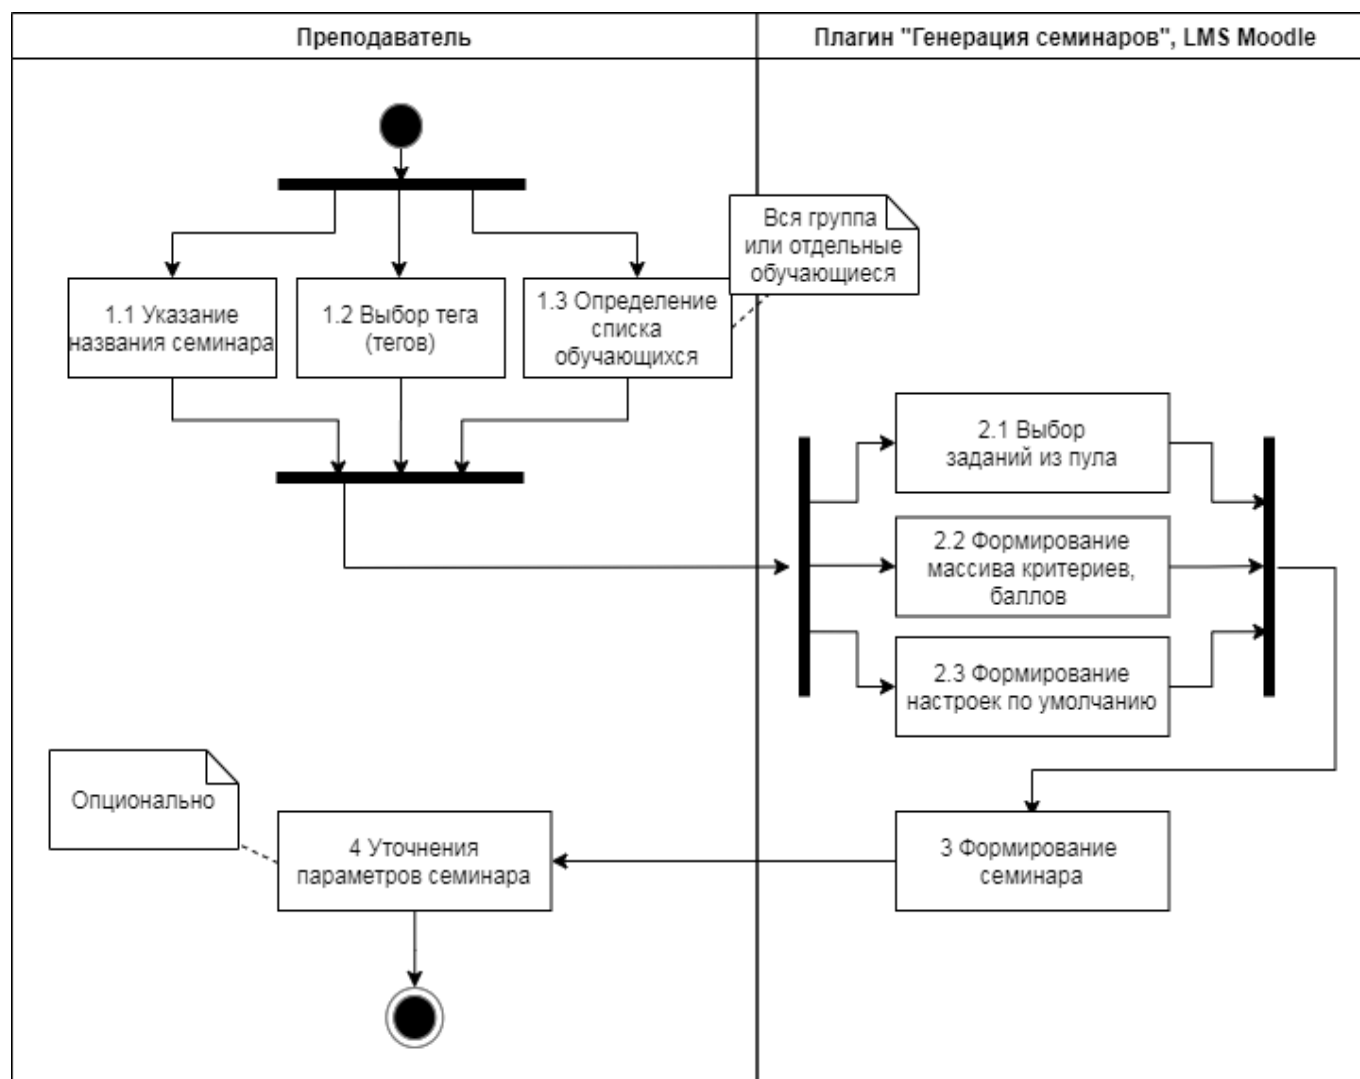 Преподаватель
Плагин "Генерация семинаров", LMS Moodle
Вся группа
или отдельные
обучающиеся
1.1 Указание
названия семинара
1.2 Выбор тега
(тегов)
1.3 Определение
списка
обучающихся
2.1 Выбор
заданий из пула
2.2 Формирование
массива критериев,
баллов
2.3 Формирование
настроек по умолчанию
Опционально
4 Уточнения
параметров семинара
3 Формирование
семинара